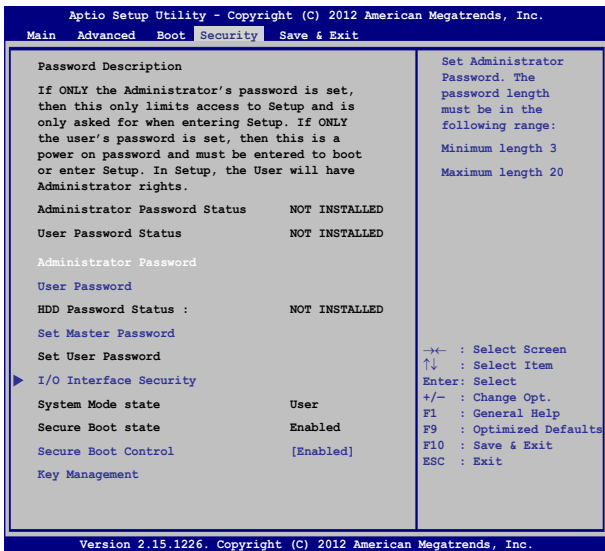 Aptio Setup Utility - Copyright (C) 2012 American Megatrends, Inc.
Main Advanced Boot Security Save & Exit
Password Description
If ONLY the Administrator's password is set,
then this only limits access to Setup and is
only asked for when entering Setup. If ONLY
the user's password is set, then this is a
power on password and must be entered to boot
or enter Setup. In Setup, the User will have
Administrator rights.
Administrator Password Status NOT INSTALLED
User Password Status NOT INSTALLED
Administrator Password
User Password
HDD Password Status : NOT INSTALLED
Set Master Password
Set User Password
I/O Interface Security
System Mode state User
Secure Boot state Enabled
Secure Boot Control [Enabled]
Key Management
Set Administrator
Password. The
password length
must be in the
following range:
Minimum length 3
Maximum length 20
→← : Select Screen
↑↓ : Select Item
Enter: Select
+/— : Change Opt.
F1 : General Help
F9 : Optimized Defaults
F10 : Save & Exit
ESC : Exit
Version 2.15.1226. Copyright (C) 2012 American Megatrends, Inc.